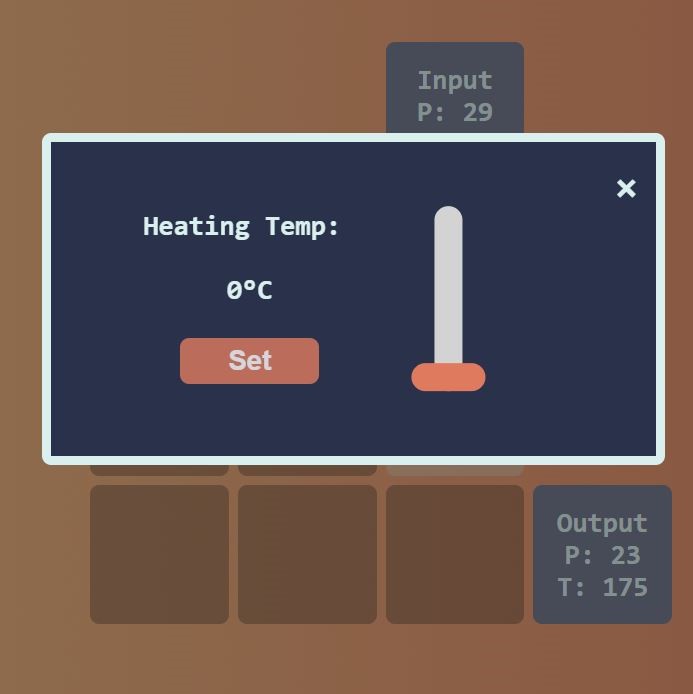 Input
P: 29
×
Heating Temp:
0°C
Set
Output
P: 23
T: 175